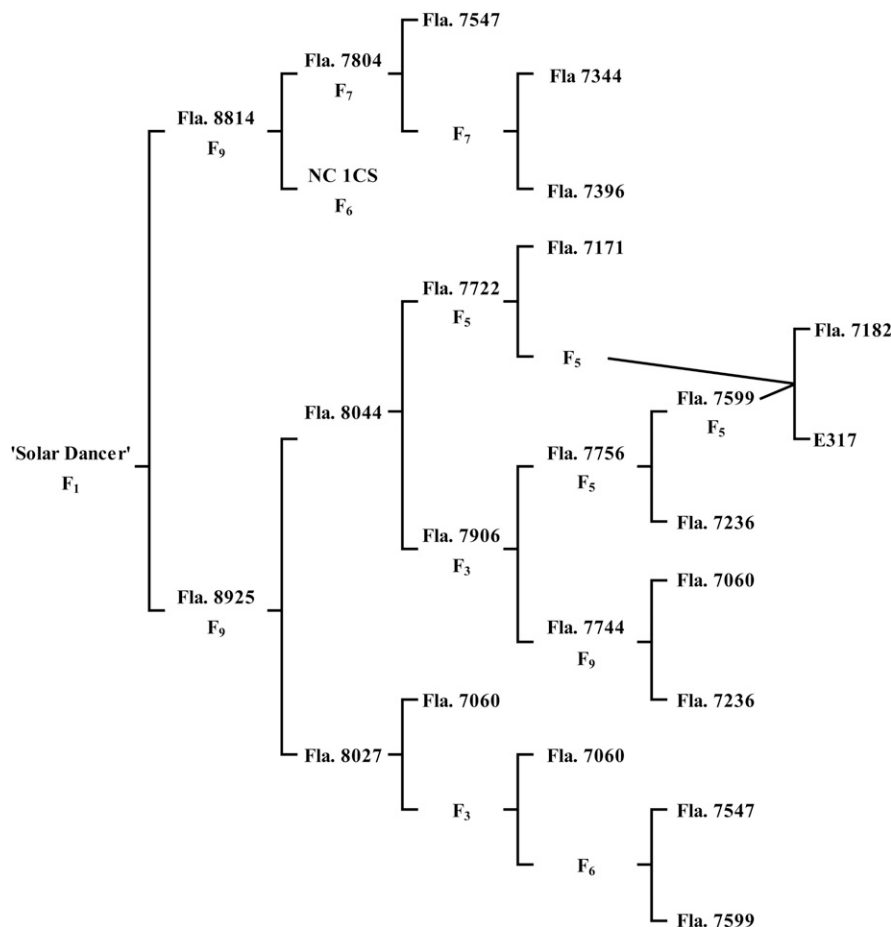 Fla. 7547
Fla. 7804
F₇
Fla 7344
Fla. 8814
F₉
F₇
NC 1CS
F₆
Fla. 7396
Fla. 7171
Fla. 7722
F₅
Fla. 7182
F₅
Fla. 7599
F₅
Fla. 8044
E317
'Solar Dancer'
F₁
Fla. 7756
F₅
Fla. 7236
Fla. 7906
F₃
Fla. 7060
Fla. 8925
F₉
Fla. 7744
F₉
Fla. 7060
Fla. 7236
Fla. 8027
Fla. 7060
F₃
Fla. 7547
F₆
Fla. 7599